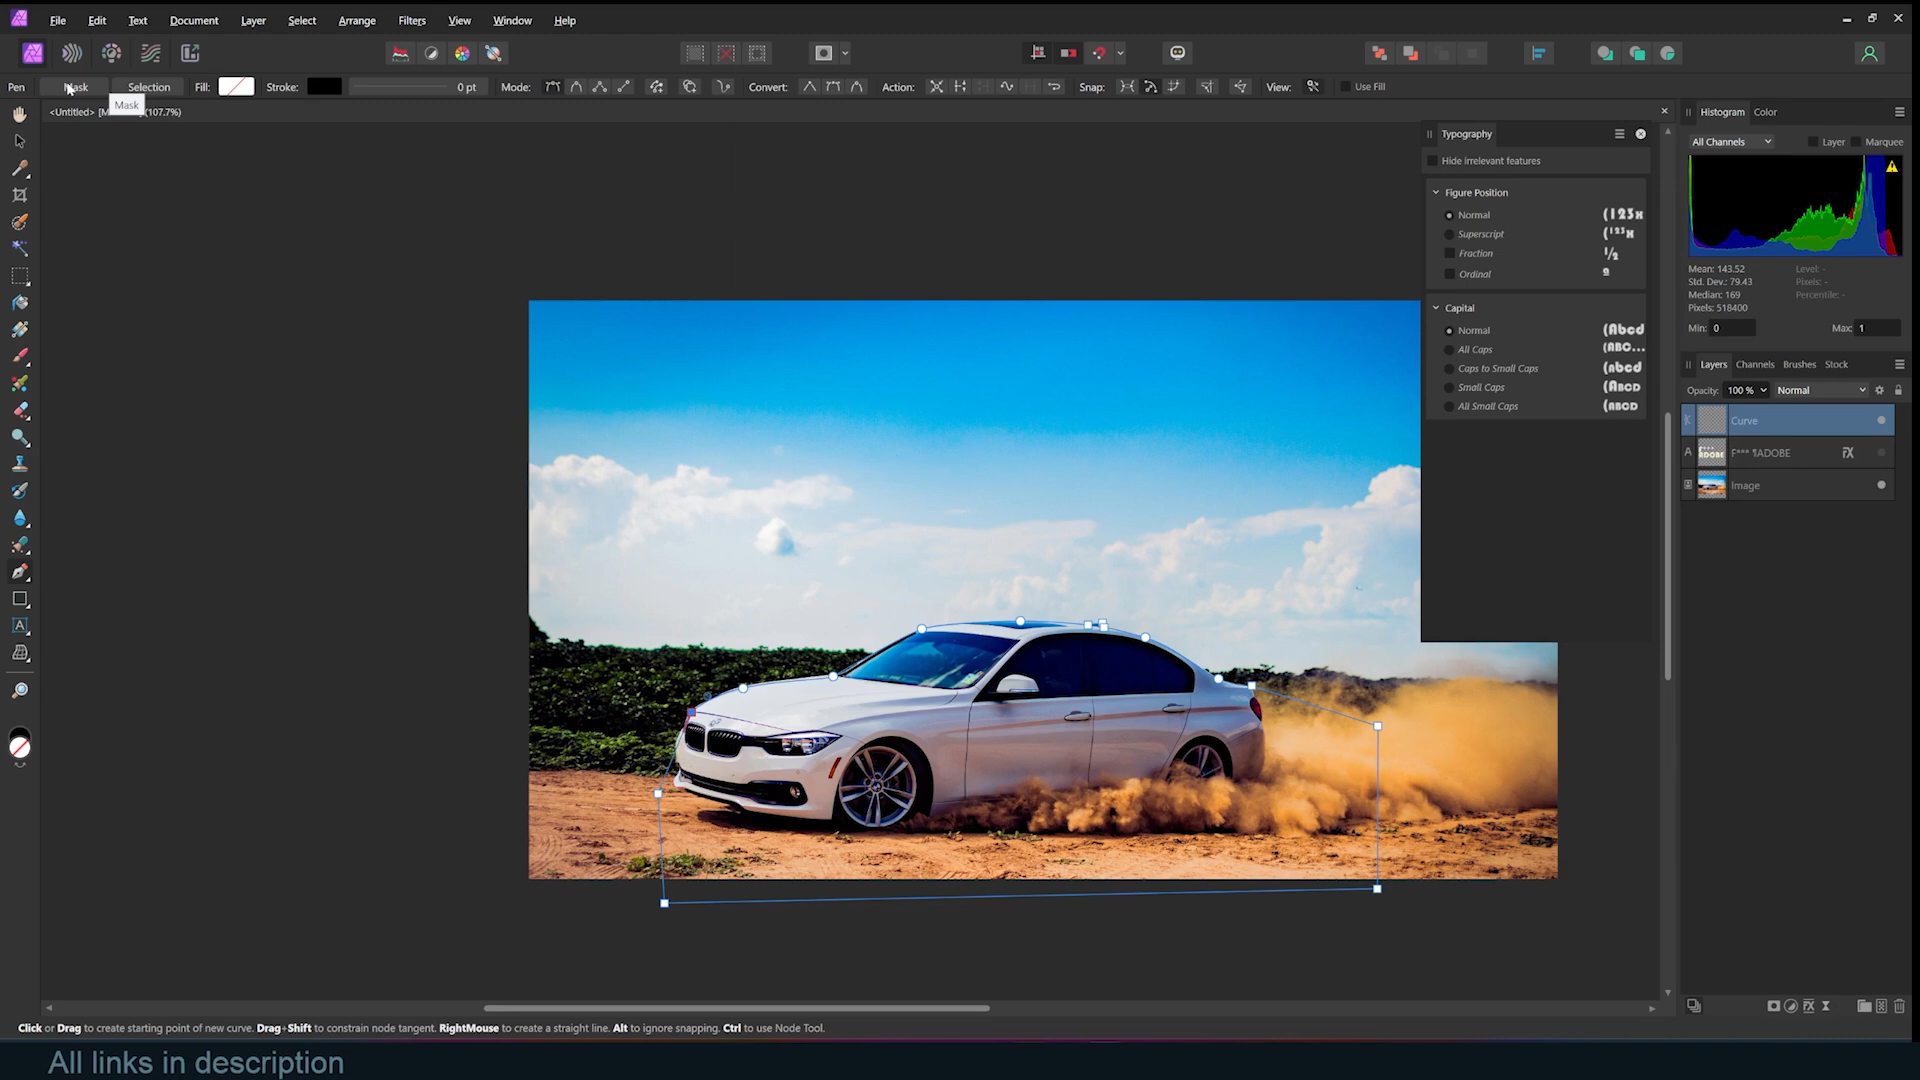 File Edit Text Document Layer Select Arrange Filters View Window Help
Pen Mask Selection Fill: Stroke: 0 pt Mode: Convert: Action: Snap: View: Use Fill
Mask
<Untitled> (107.7%)
Typography
Hide irrelevant features
Figure Position
Normal
Superscript
Fraction
Ordinal
Capital
Normal (Abcd
All Caps (ABC...
Caps to Small Caps (abcd
Small Caps (ABCD
All Small Caps (ABCD
Histogram Color
All Channels Layer Marquee
Mean: 143.52 Level: -
Std. Dev.: 79.43 Pixels: -
Median: 169 Percentile: -
Pixels: 518400
Min: 0 Max: 1
Layers Channels Brushes Stock
Opacity: 100 % Normal
Curve
A F*** ¶ADOBE
Image
Click or Drag to create starting point of new curve. Drag+Shift to constrain node tangent. RightMouse to create a straight line. Alt to ignore snapping. Ctrl to use Node Tool.
All links in description